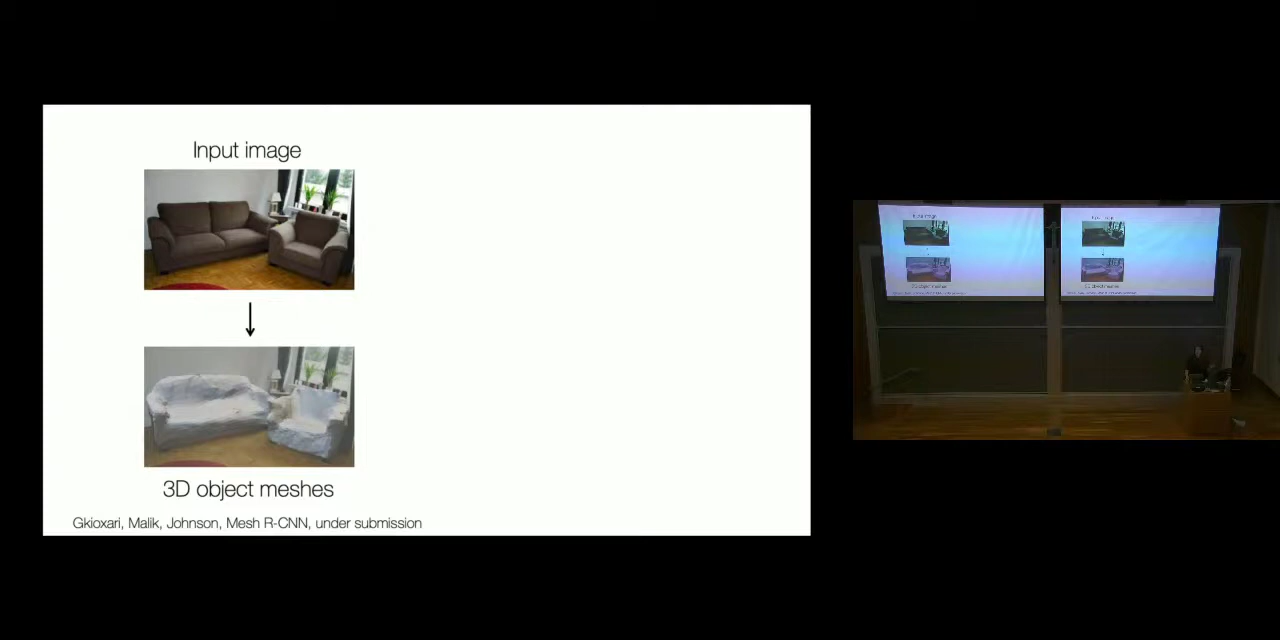 Input image
3D object meshes
Gkioxari, Malik, Johnson, Mesh R-CNN, under submission